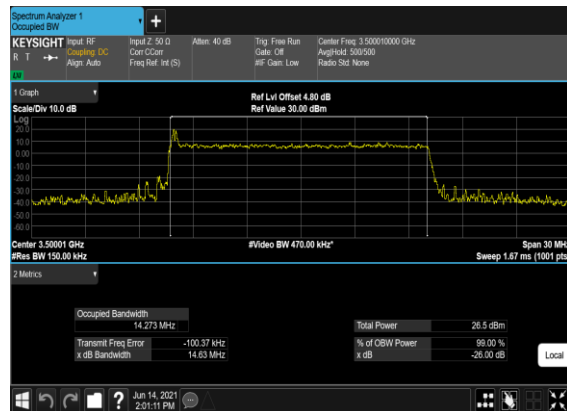 Spectrum Analyzer 1
Occupied BW
+
KEYSIGHT Input: RF Input Z: 50 Ω Atten: 40 dB Trig: Free Run Center Freq: 3.500010000 GHz
R T Coupling: DC Corr CCorr Gate: Off Avg|Hold: 500/500
Align: Auto Freq Ref: Int (S) #IF Gain: Low Radio Std: None
1 Graph Ref Lvl Offset 4.80 dB
Scale/Div 10.0 dB Ref Value 30.00 dBm
Log
20.0
10.0
0.00
-10.0
-20.0
-30.0
-40.0
-50.0
-60.0
Center 3.50001 GHz #Video BW 470.00 kHz* Span 30 MHz
#Res BW 150.00 kHz Sweep 1.67 ms (1001 pts)
2 Metrics
Occupied Bandwidth
14.273 MHz Total Power 26.5 dBm
Transmit Freq Error -100.37 kHz % of OBW Power 99.00 %
x dB Bandwidth 14.63 MHz x dB -26.00 dB
Local
? Jun 14, 2021
2:01:11 PM